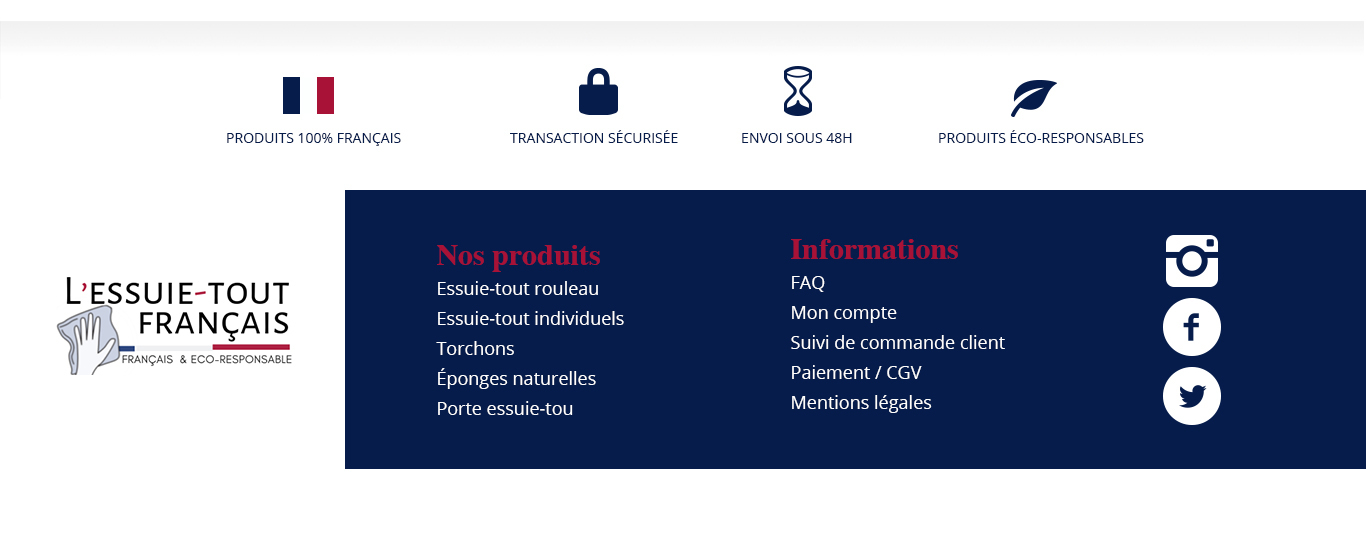 PRODUITS 100% FRANÇAIS
TRANSACTION SÉCURISÉE
ENVOI SOUS 48H
PRODUITS ÉCO-RESPONSABLES
L'ESSUIE-TOUT
FRANÇAIS
FRANÇAIS & ECO-RESPONSABLE
Nos produits
Essuie-tout rouleau
Essuie-tout individuels
Torchons
Éponges naturelles
Porte essuie-tou
Informations
FAQ
Mon compte
Suivi de commande client
Paiement / CGV
Mentions légales